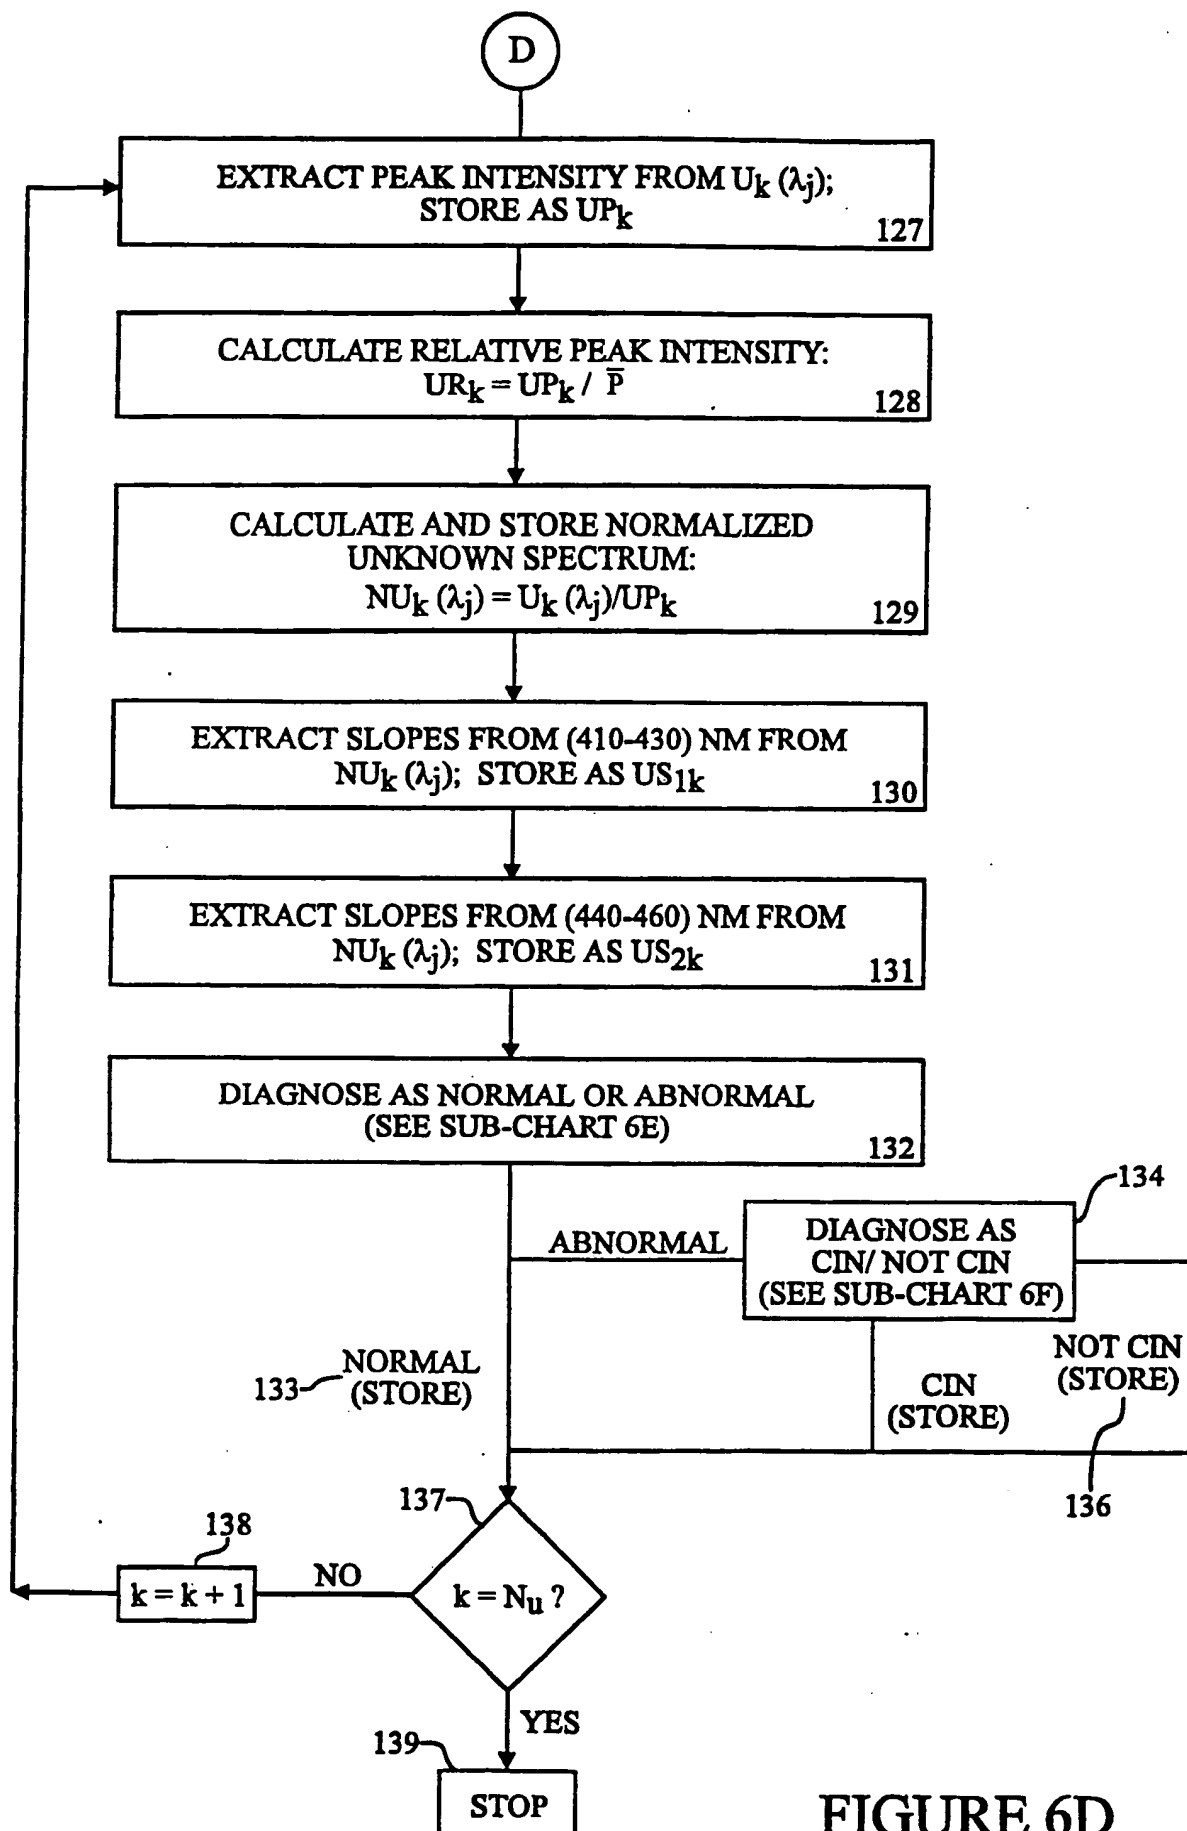 D
EXTRACT PEAK INTENSITY FROM Uₖ (λⱼ);
STORE AS UPₖ
127
CALCULATE RELATIVE PEAK INTENSITY:
URₖ = UPₖ / P̅
128
CALCULATE AND STORE NORMALIZED
UNKNOWN SPECTRUM:
NUₖ (λⱼ) = Uₖ (λⱼ)/UPₖ
129
EXTRACT SLOPES FROM (410-430) NM FROM
NUₖ (λⱼ); STORE AS US₁ₖ
130
EXTRACT SLOPES FROM (440-460) NM FROM
NUₖ (λⱼ); STORE AS US₂ₖ
131
DIAGNOSE AS NORMAL OR ABNORMAL
(SEE SUB-CHART 6E)
132
134
ABNORMAL
DIAGNOSE AS
CIN/ NOT CIN
(SEE SUB-CHART 6F)
133
NORMAL
(STORE)
CIN
(STORE)
NOT CIN
(STORE)
136
137
138
k = k + 1
NO
k = Nᵤ ?
YES
139
STOP
FIGURE 6D